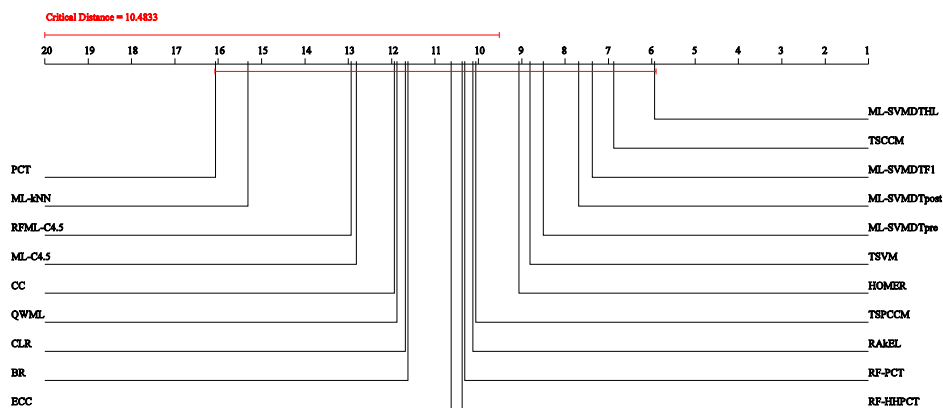 Critical Distance = 10.4833
20 19 18 17 16 15 14 13 12 11 10 9 8 7 6 5 4 3 2 1
ML-SVMDTHL
TSCCM
PCT ML-SVMDTF1
ML-kNN ML-SVMDTpost
RFML-C4.5 ML-SVMDTpre
ML-C4.5 TSVM
CC HOMER
QWML TSPCCM
CLR RAkEL
BR RF-PCT
ECC RF-HHPCT